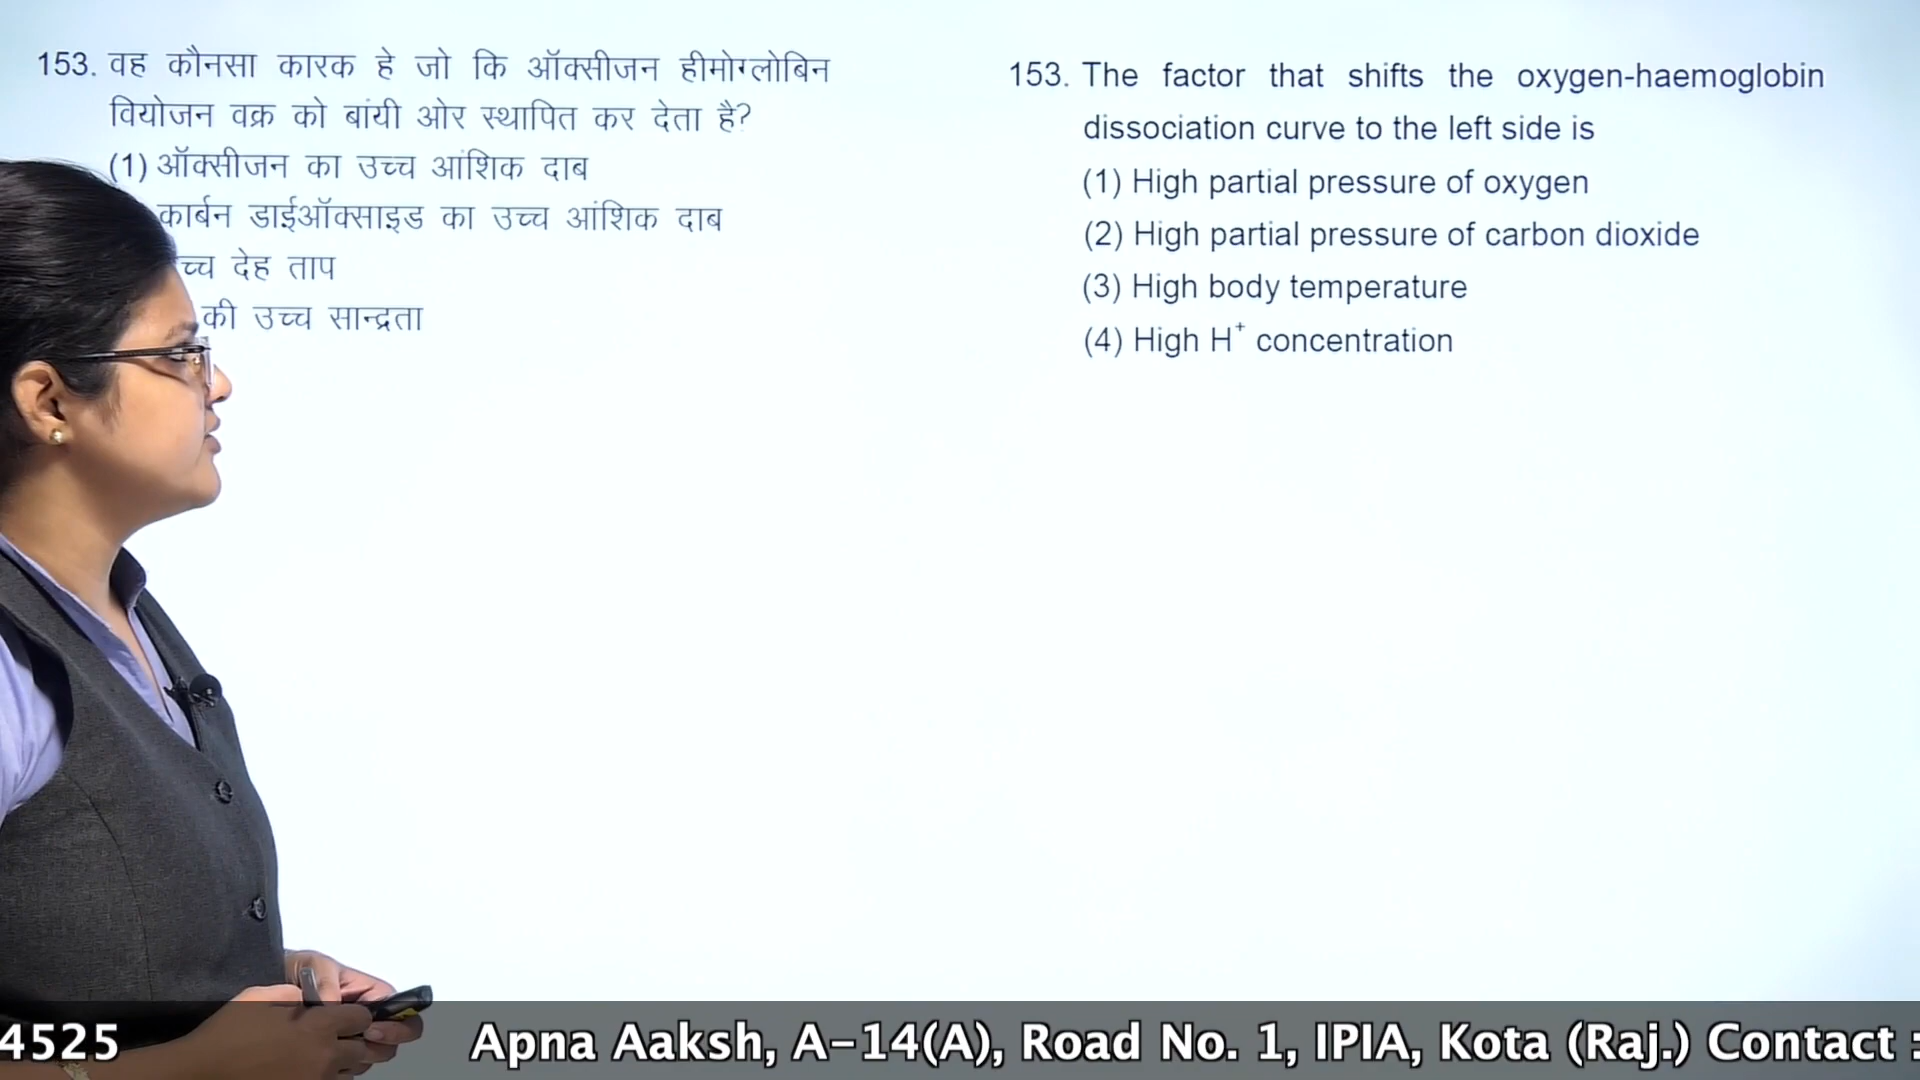 153. वह कौनसा कारक हे जो कि ऑक्सीजन हीमोग्लोबिन
वियोजन वक्र को बांयी ओर स्थापित कर देता है?
(1) ऑक्सीजन का उच्च आंशिक दाब
कार्बन डाईऑक्साइड का उच्च आंशिक दाब
देह ताप
की उच्च सान्द्रता
153. The factor that shifts the oxygen-haemoglobin
dissociation curve to the left side is
(1) High partial pressure of oxygen
(2) High partial pressure of carbon dioxide
(3) High body temperature
(4) High H⁺ concentration
4525 Apna Aaksh, A-14(A), Road No. 1, IPIA, Kota (Raj.) Contact :